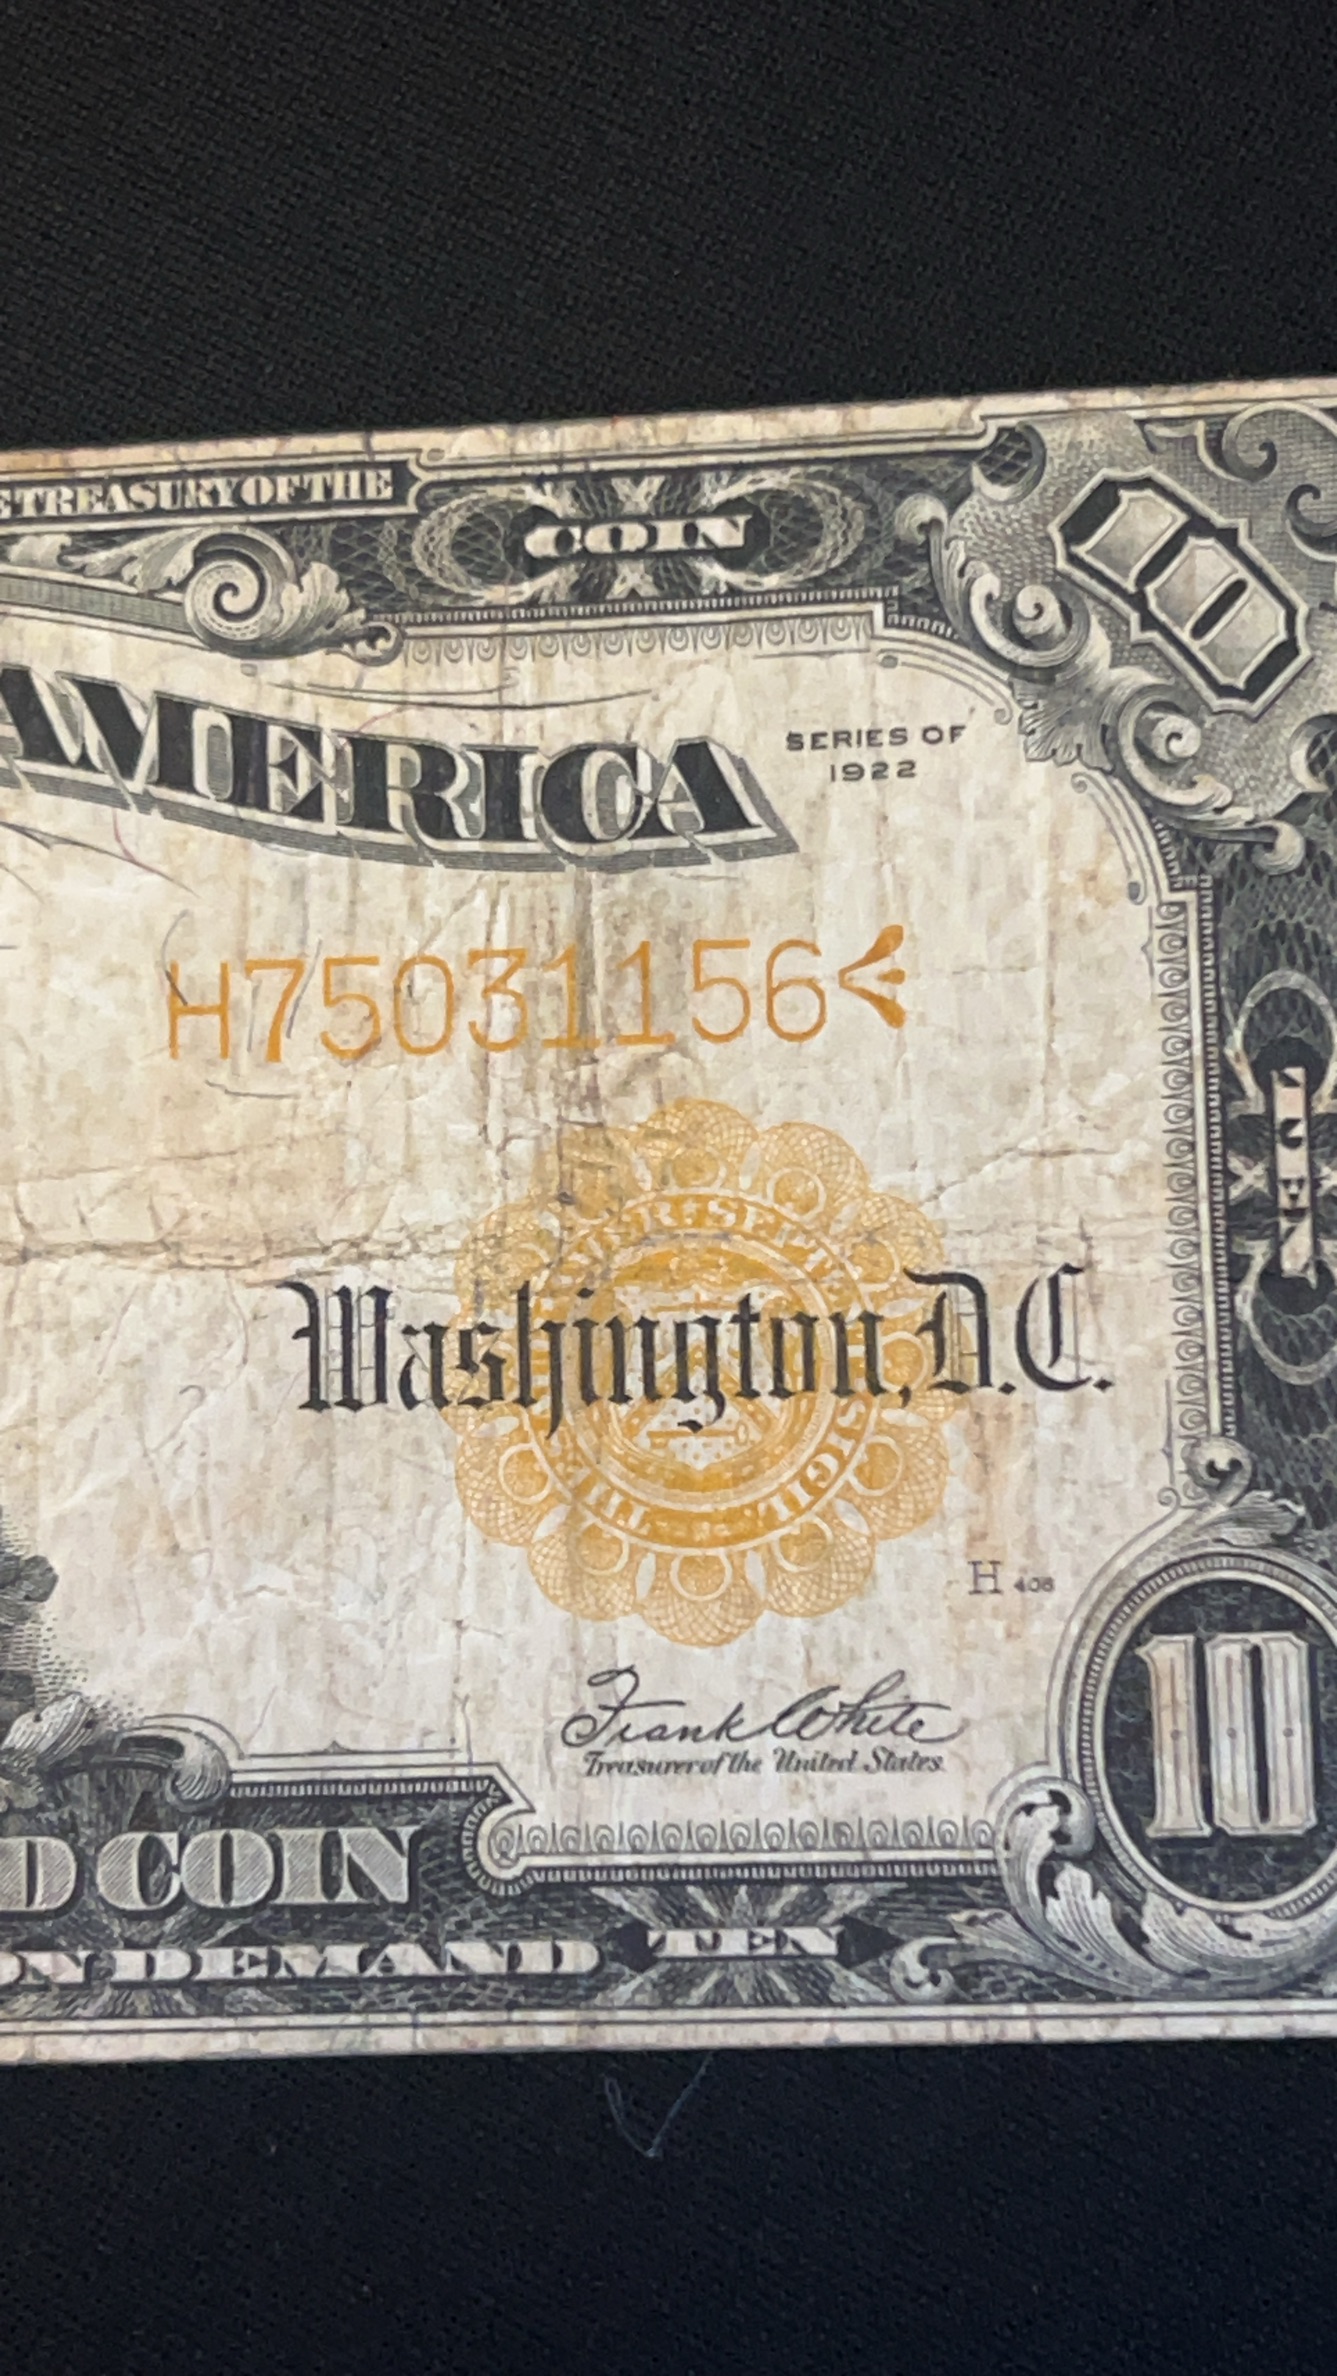 TREASURY OF THE
COIN
10
AMERICA
SERIES OF
1922
H75031156
TEN
Washington, D.C.
H 408
10
Frank White
Treasurer of the United States.
D COIN
ON DEMAND
TEN